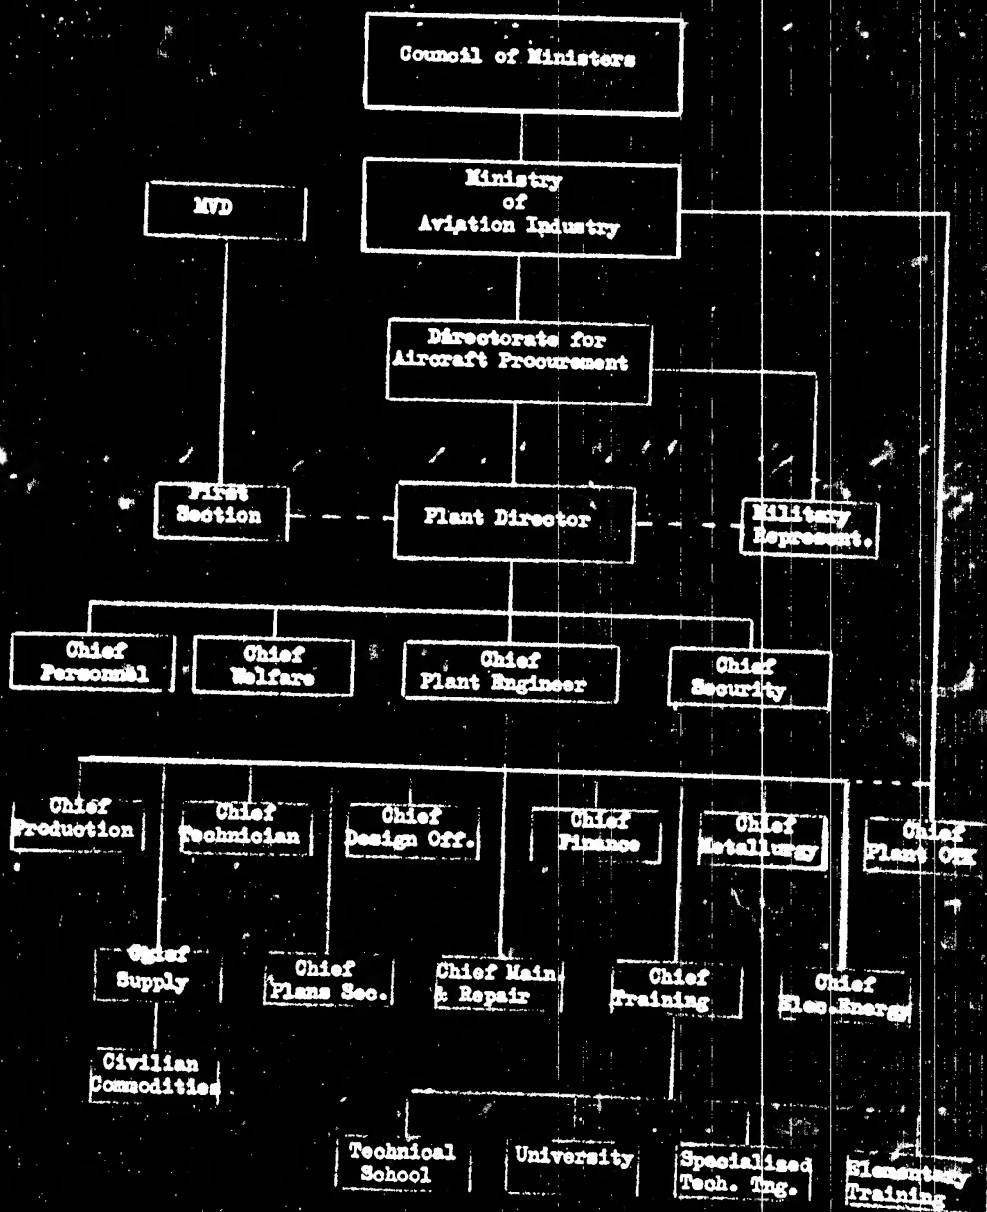 Council of Ministers
Ministry
of
Aviation Industry
MVD
Directorate for
Aircraft Procurement
First
Section
Plant Director
Military
Represent.
Chief
Personnel
Chief
Welfare
Chief
Plant Engineer
Chief
Security
Chief
Production
Chief
Technician
Chief
Design Off.
Chief
Finance
Chief
Metallurgy
Chief
Plant OTK
Chief
Supply
Chief
Plans Sec.
Chief Main.
& Repair
Chief
Training
Chief
Elec.Energy
Civilian
Commodities
Technical
School
University
Specialized
Tech. Tng.
Elementary
Training